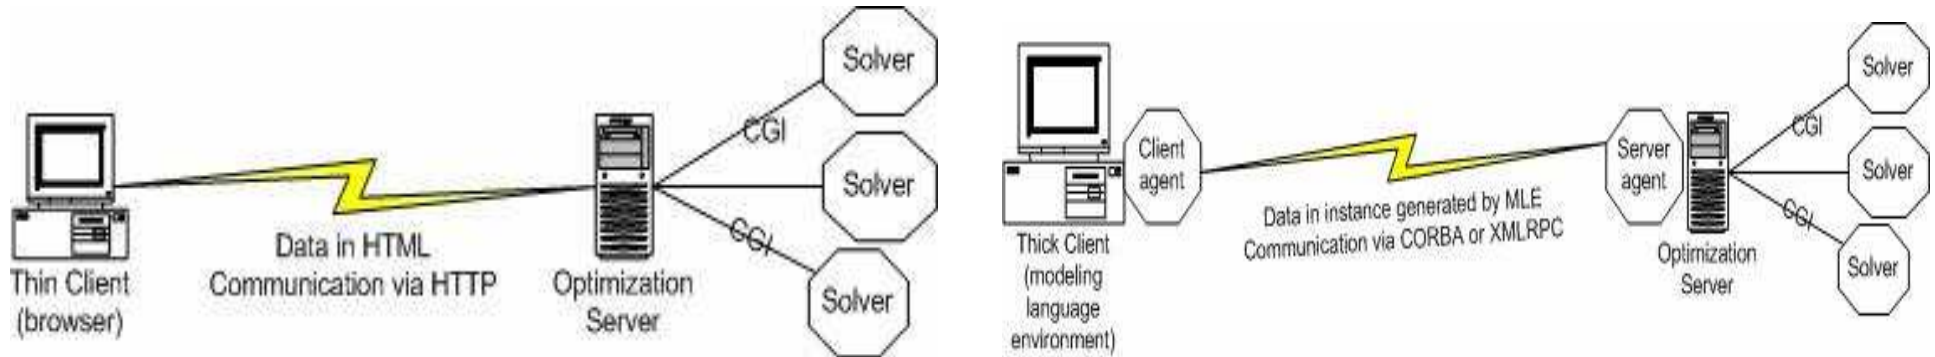 Solver
CGI
Solver
CGI
Solver
Data in HTML
Communication via HTTP
Thin Client
(browser)
Optimization
Server
Solver
CGI
Client
agent
Server
agent
Solver
CGI
Solver
Data in instance generated by MLE
Communication via CORBA or XMLRPC
Thick Client
(modeling
language
environment)
Optimization
Server